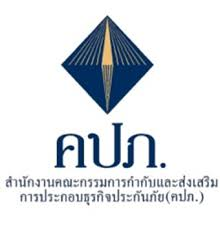 คปภ.
สำนักงานคณะกรรมการกำกับและส่งเสริม
การประกอบธุรกิจประกันภัย(คปภ.)